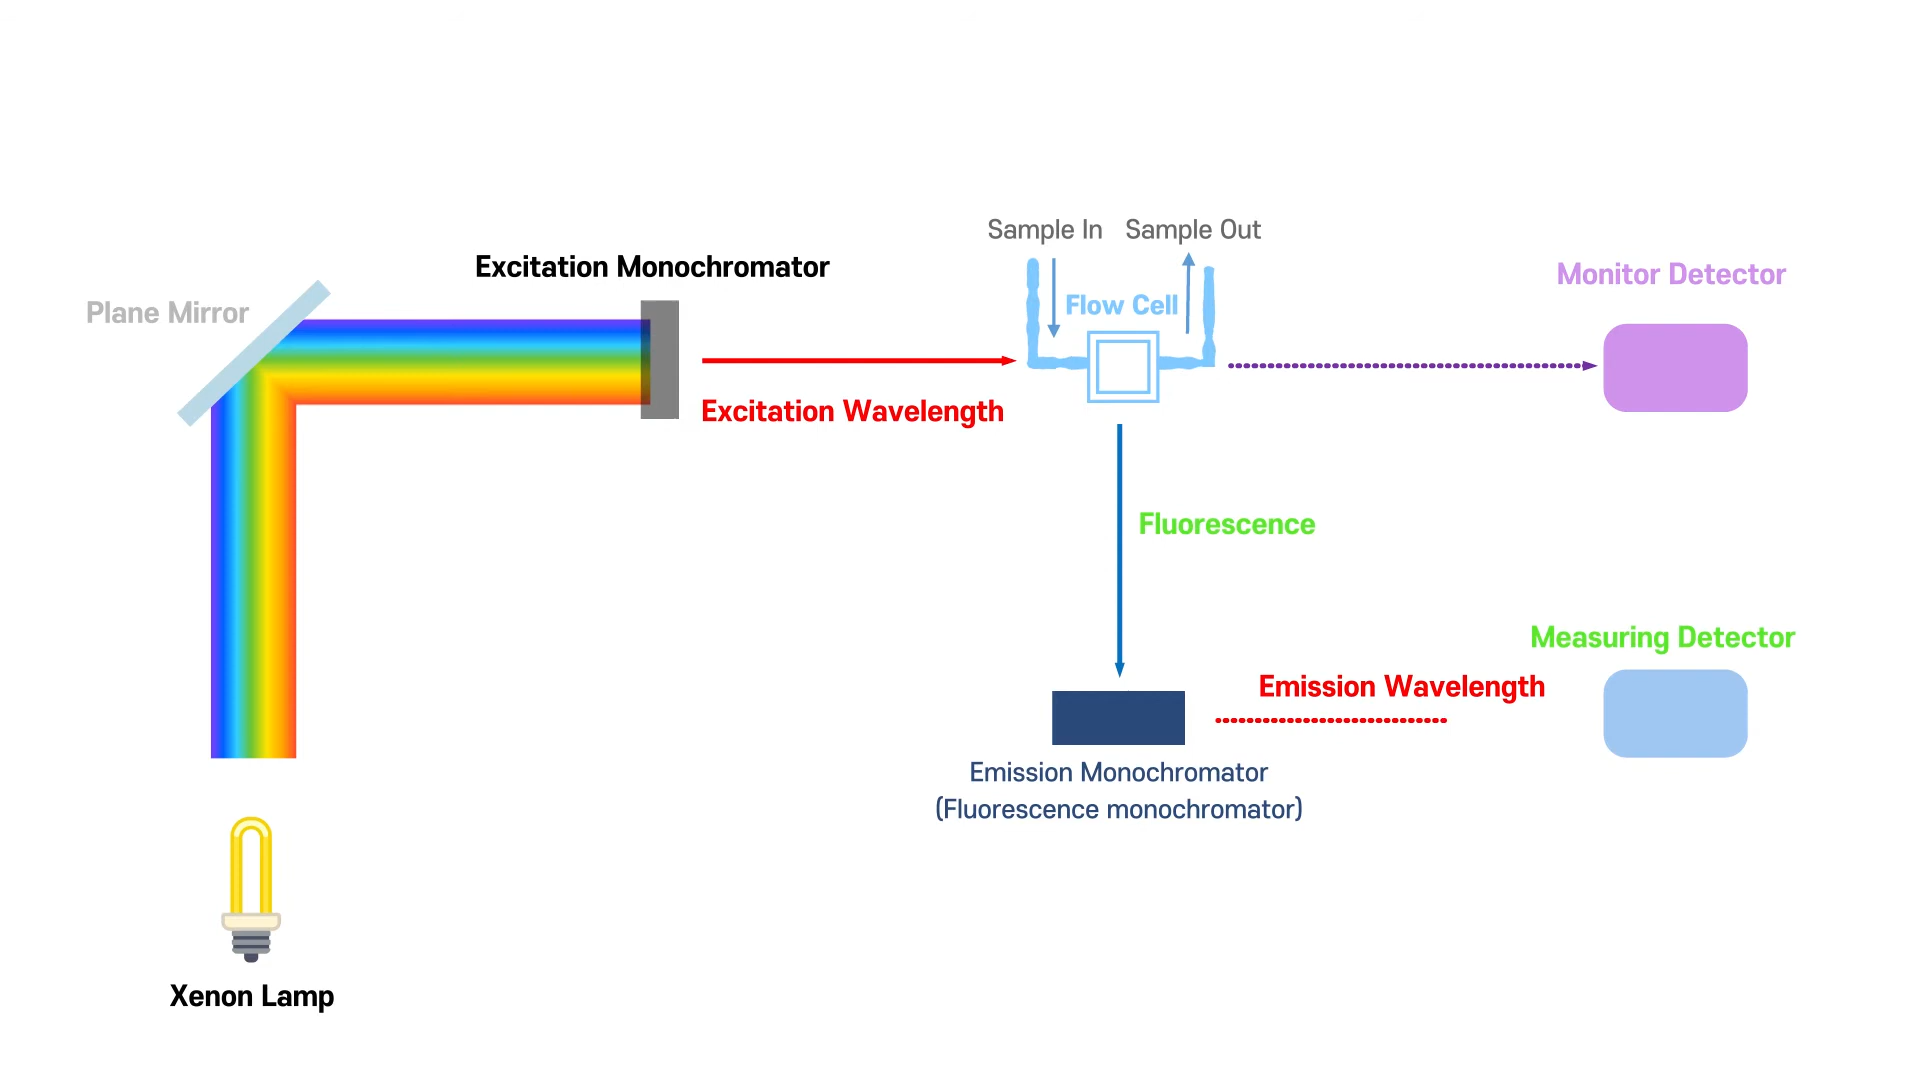 Sample In
Sample Out
Excitation Monochromator
Monitor Detector
Plane Mirror
Flow Cell
Excitation Wavelength
Fluorescence
Measuring Detector
Emission Wavelength
Emission Monochromator
(Fluorescence monochromator)
Xenon Lamp